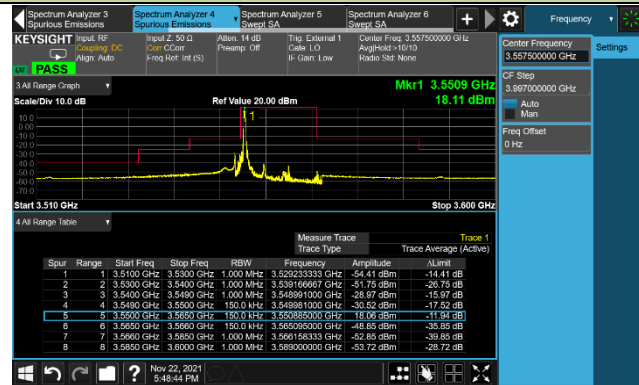 Spectrum Analyzer 3
Spurious Emissions
Spectrum Analyzer 4
Spurious Emissions
Spectrum Analyzer 5
Swept SA
Spectrum Analyzer 6
Swept SA
Frequency
KEYSIGHT
Input: RF
Coupling: DC
Align: Auto
Input Z: 50 Ω
Corr CCorr
Freq Ref: Int (S)
Atten: 14 dB
Preamp: Off
Trig: External 1
Gate: LO
IF Gain: Low
Center Freq: 3.557500000 GHz
Avg|Hold:>10/10
Radio Std: None
PASS
Center Frequency
3.557500000 GHz
Settings
CF Step
3.997000000 GHz
Auto
Man
Freq Offset
0 Hz
3 All Range Graph
Mkr1 3.5509 GHz
Scale/Div 10.0 dB
Ref Value 20.00 dBm
18.11 dBm
10.0
0.00
-10.0
-20.0
-30.0
-40.0
-50.0
-60.0
-70.0
1
Start 3.510 GHz
Stop 3.600 GHz
4 All Range Table
Measure Trace Trace 1
Trace Type Trace Average (Active)
Spur Range Start Freq Stop Freq RBW Frequency Amplitude ΔLimit
1 1 3.5100 GHz 3.5300 GHz 1.000 MHz 3.529233333 GHz -54.41 dBm -14.41 dB
2 2 3.5300 GHz 3.5400 GHz 1.000 MHz 3.539166667 GHz -51.75 dBm -26.75 dB
3 3 3.5400 GHz 3.5490 GHz 1.000 MHz 3.548991000 GHz -28.97 dBm -15.97 dB
4 4 3.5490 GHz 3.5500 GHz 150.0 kHz 3.549981000 GHz -30.52 dBm -17.52 dB
5 5 3.5500 GHz 3.5650 GHz 150.0 kHz 3.550885000 GHz 18.06 dBm -11.94 dB
6 6 3.5650 GHz 3.5660 GHz 150.0 kHz 3.565095000 GHz -48.85 dBm -35.85 dB
7 7 3.5660 GHz 3.5850 GHz 1.000 MHz 3.566158333 GHz -52.85 dBm -39.85 dB
8 8 3.5850 GHz 3.6000 GHz 1.000 MHz 3.589000000 GHz -53.72 dBm -28.72 dB
Nov 22, 2021
5:48:44 PM